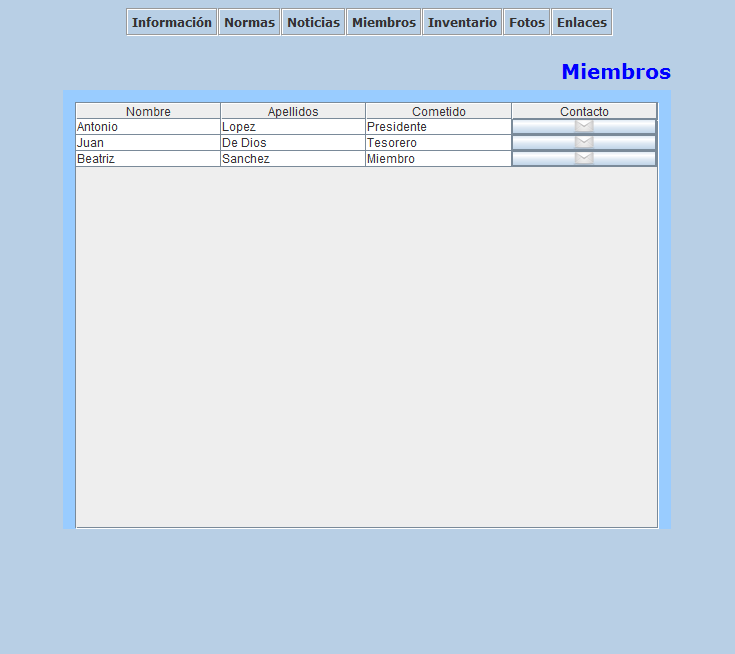 Información Normas Noticias Miembros Inventario Fotos Enlaces
Miembros
Nombre Apellidos Cometido Contacto
Antonio Lopez Presidente
Juan De Dios Tesorero
Beatriz Sanchez Miembro